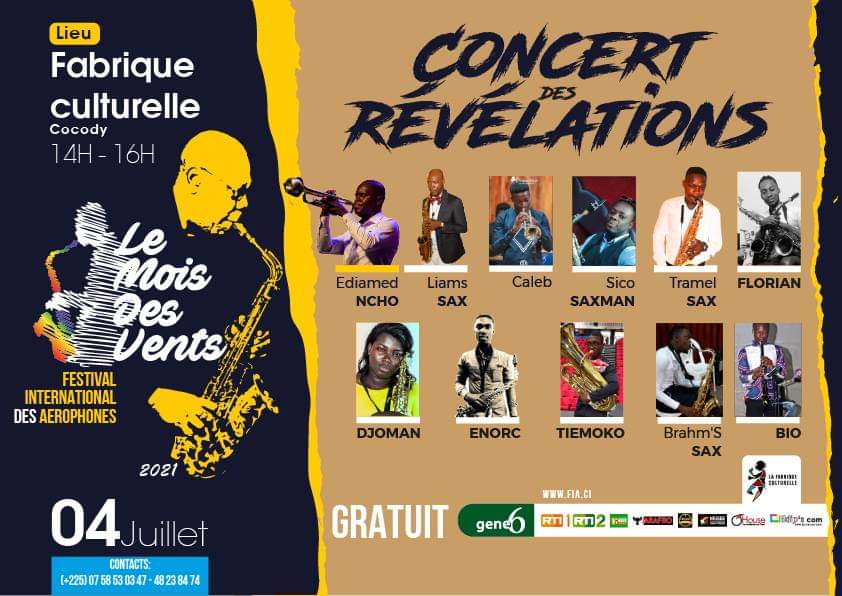 Lieu
Fabrique
culturelle
Cocody
14H - 16H
Le
Mois
Des
Vents
FESTIVAL
INTERNATIONAL
DES AEROPHONES
2021
04 Juillet
CONTACTS:
(+225) 07 58 53 03 47 - 48 23 84 74
CONCERT
DES
RÉVÉLATIONS
Ediamed
NCHO
Liams
SAX
Caleb
Sico
SAXMAN
Tramel
SAX
FLORIAN
DJOMAN
ENORC
TIEMOKO
Brahm'S
SAX
BIO
LA FABRIQUE
CULTURELLE
WWW.FIA.CI
GRATUIT
gene6
RTI 1
RTI 2
House